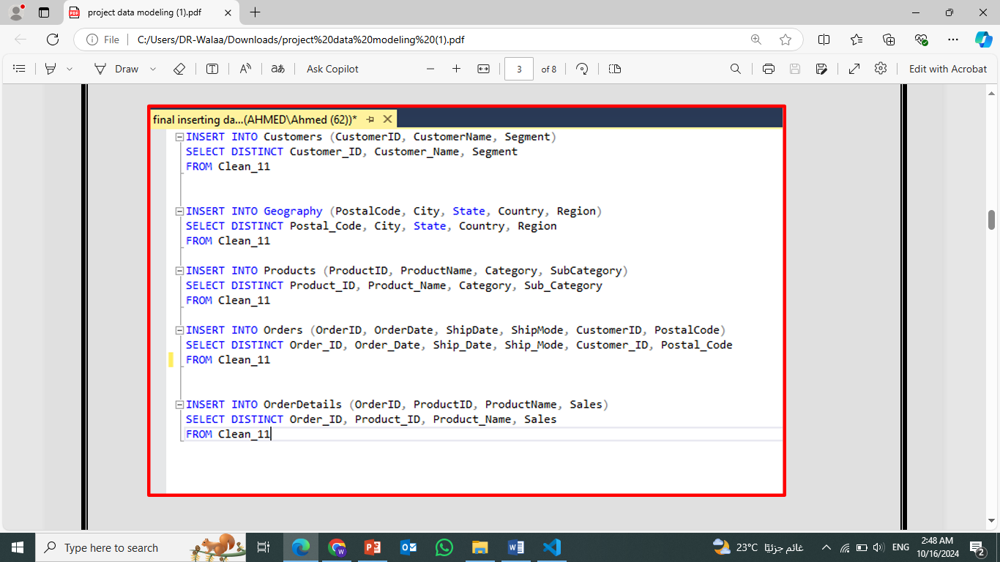 project data modeling (1).pdf
File
C:/Users/DR-Walaa/Downloads/project%20data%20modeling%20(1).pdf
Draw
Ask Copilot
3 of 8
Edit with Acrobat
final inserting da...(AHMED\Ahmed (62))*
INSERT INTO Customers (CustomerID, CustomerName, Segment)
SELECT DISTINCT Customer_ID, Customer_Name, Segment
FROM Clean_11
INSERT INTO Geography (PostalCode, City, State, Country, Region)
SELECT DISTINCT Postal_Code, City, State, Country, Region
FROM Clean_11
INSERT INTO Products (ProductID, ProductName, Category, SubCategory)
SELECT DISTINCT Product_ID, Product_Name, Category, Sub_Category
FROM Clean_11
INSERT INTO Orders (OrderID, OrderDate, ShipDate, ShipMode, CustomerID, PostalCode)
SELECT DISTINCT Order_ID, Order_Date, Ship_Date, Ship_Mode, Customer_ID, Postal_Code
FROM Clean_11
INSERT INTO OrderDetails (OrderID, ProductID, ProductName, Sales)
SELECT DISTINCT Order_ID, Product_ID, Product_Name, Sales
FROM Clean_11
Type here to search
23°C غائم جزئيًا
ENG
2:48 AM
10/16/2024
2